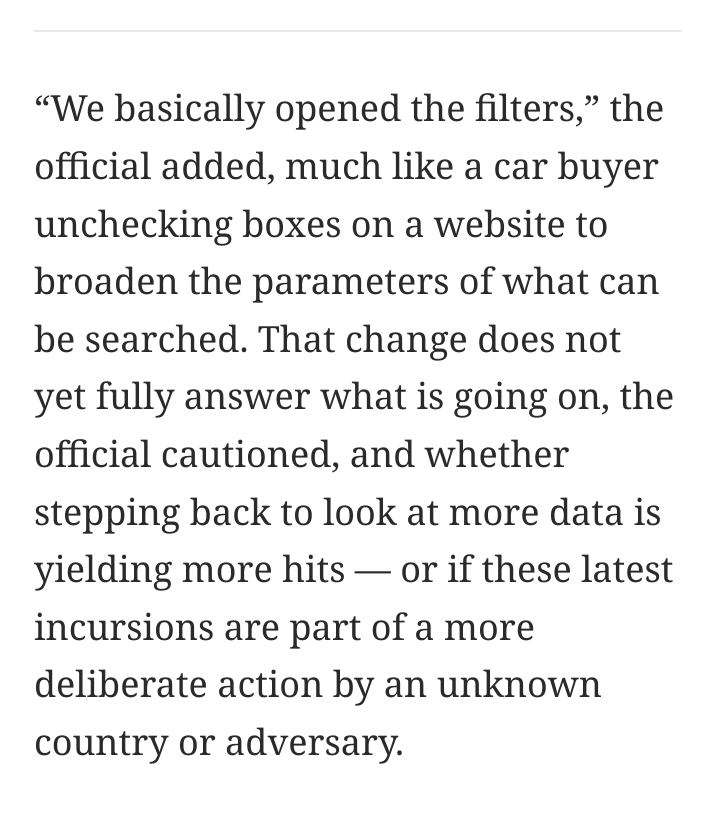 “We basically opened the filters,” the
official added, much like a car buyer
unchecking boxes on a website to
broaden the parameters of what can
be searched. That change does not
yet fully answer what is going on, the
official cautioned, and whether
stepping back to look at more data is
yielding more hits — or if these latest
incursions are part of a more
deliberate action by an unknown
country or adversary.